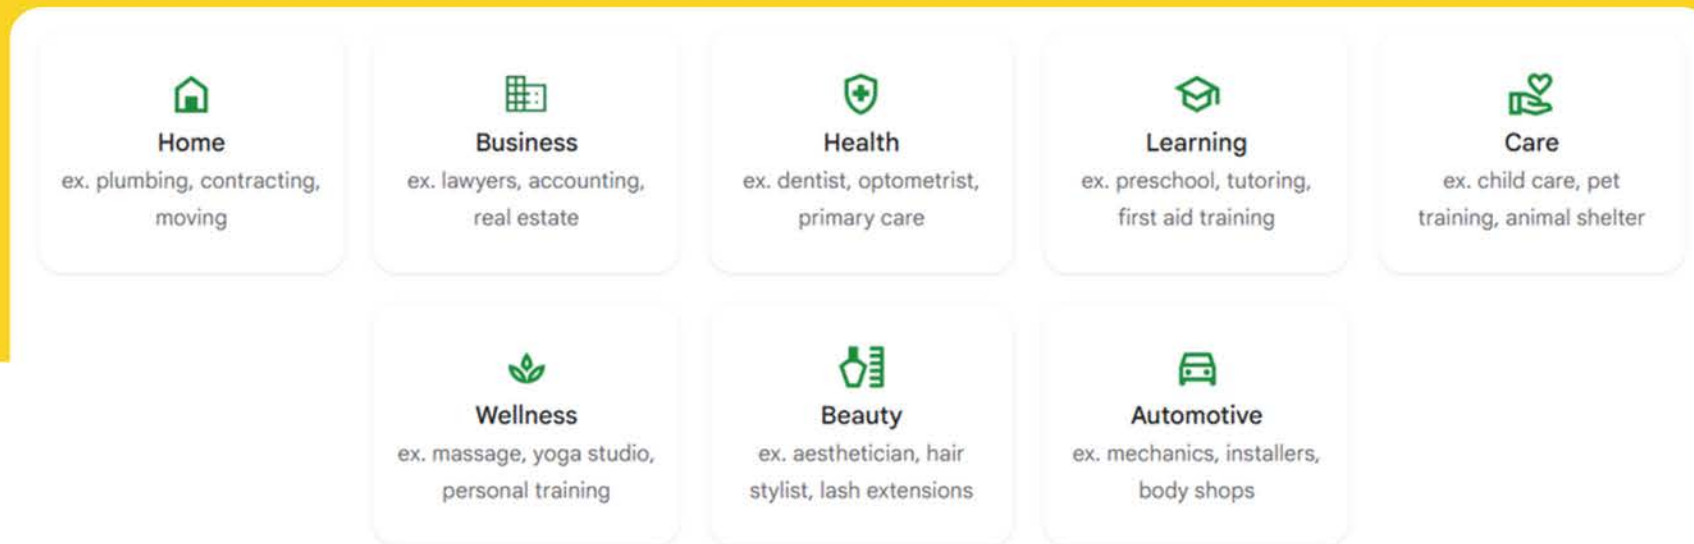 Home
ex. plumbing, contracting,
moving
Business
ex. lawyers, accounting,
real estate
Health
ex. dentist, optometrist,
primary care
Learning
ex. preschool, tutoring,
first aid training
Care
ex. child care, pet
training, animal shelter
Wellness
ex. massage, yoga studio,
personal training
Beauty
ex. aesthetician, hair
stylist, lash extensions
Automotive
ex. mechanics, installers,
body shops